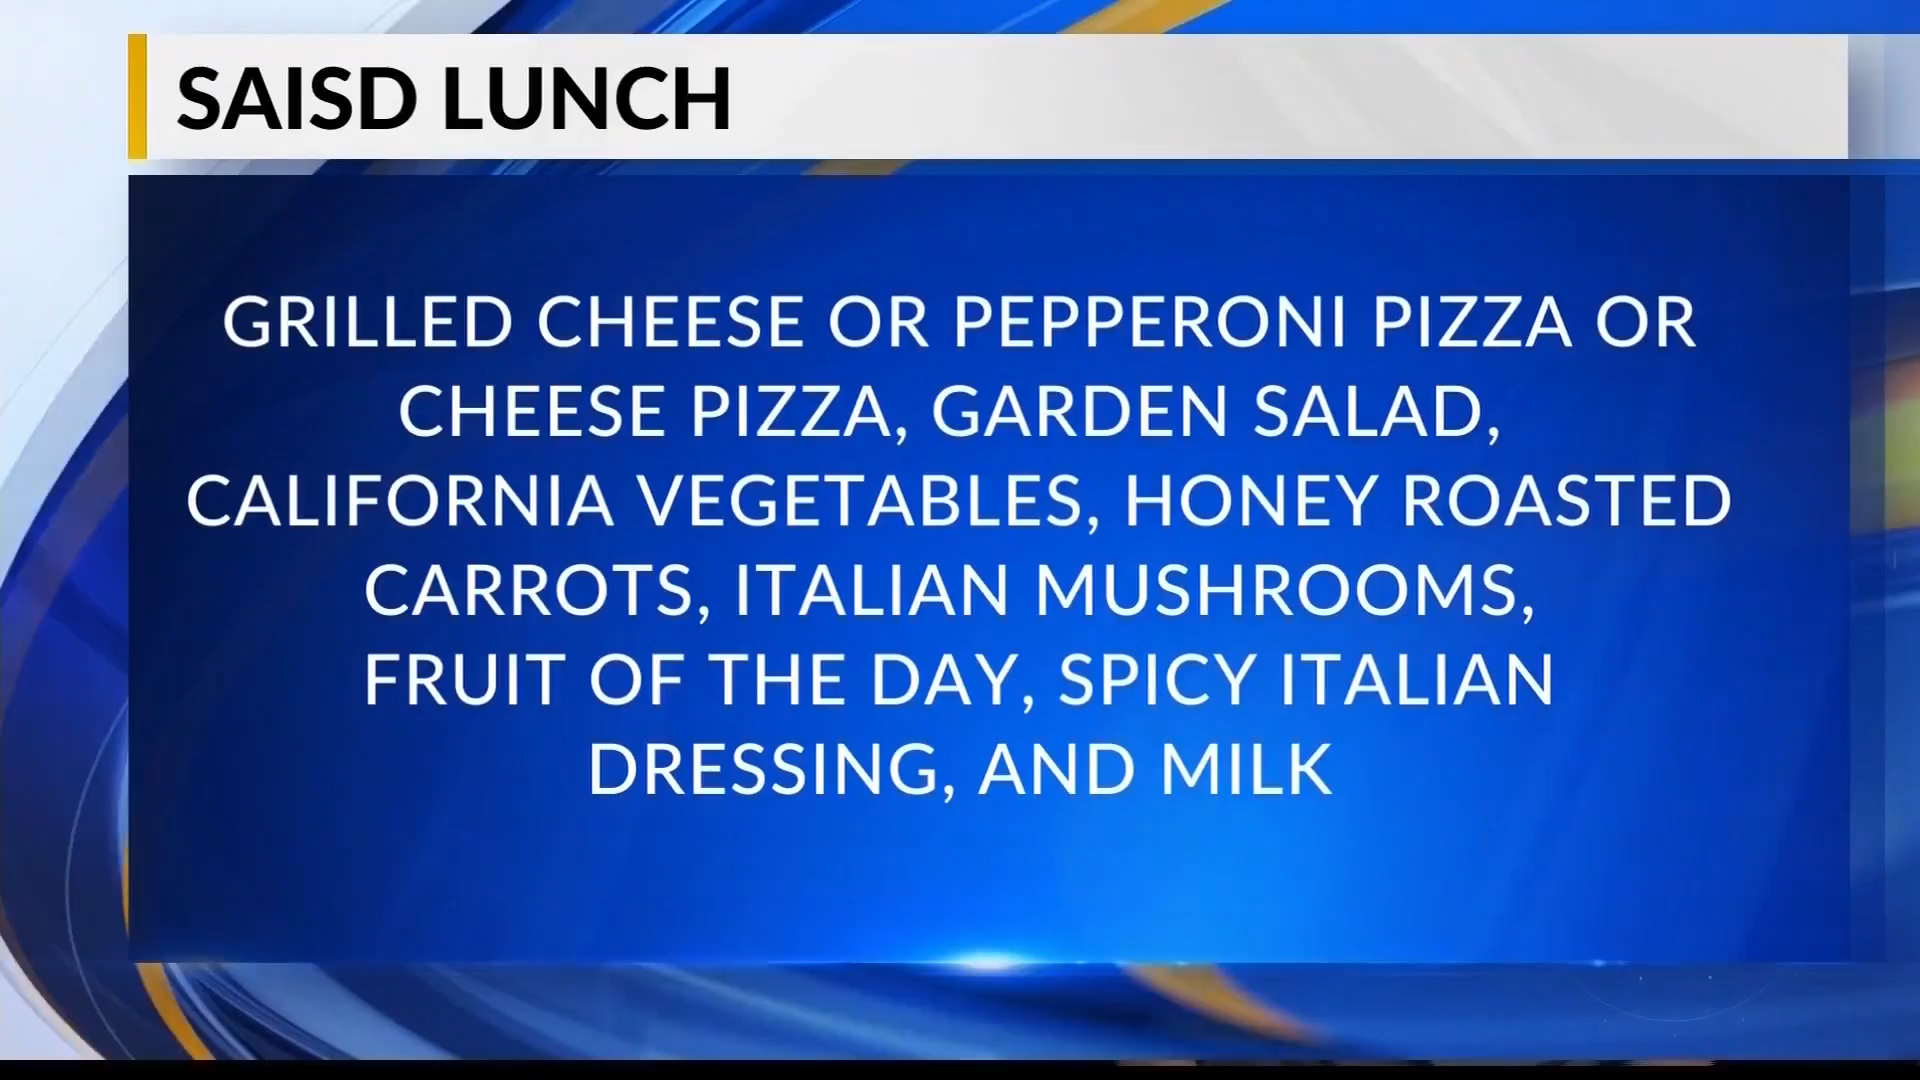 SAISD LUNCH
GRILLED CHEESE OR PEPPERONI PIZZA OR
CHEESE PIZZA, GARDEN SALAD,
CALIFORNIA VEGETABLES, HONEY ROASTED
CARROTS, ITALIAN MUSHROOMS,
FRUIT OF THE DAY, SPICY ITALIAN
DRESSING, AND MILK